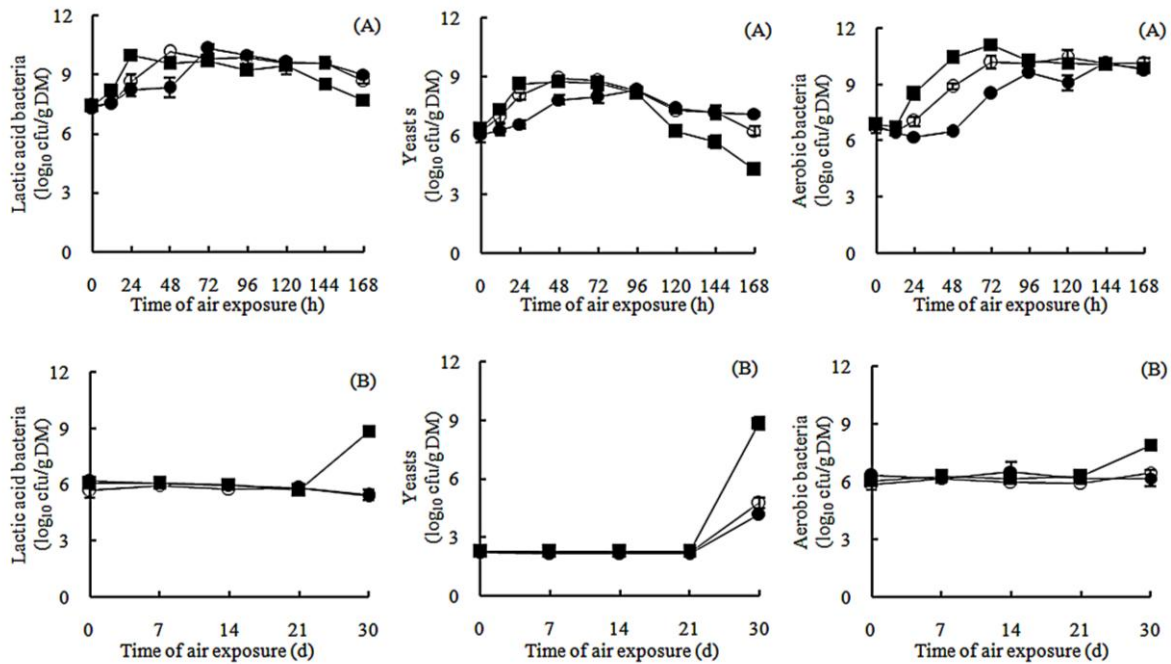 12
9
6
3
0
Lactic acid bacteria
(log10 cfu/g DM)
(A)
0 24 48 72 96 120 144 168
Time of air exposure (h)
12
9
6
3
0
Yeast s
(log10 cfu/g DM)
(A)
0 24 48 72 96 120 144 168
Time of air exposure (h)
12
9
6
3
0
Aerobic bacteria
(log10 cfu/g DM)
(A)
0 24 48 72 96 120 144 168
Time of air exposure (h)
12
9
6
3
0
Lactic acid bacteria
(log10 cfu/g DM)
(B)
0 7 14 21 30
Time of air exposure (d)
12
9
6
3
0
Yeasts
(log10 cfu/g DM)
(B)
0 7 14 21 30
Time of air exposure (d)
12
9
6
3
0
Aerobic bacteria
(log10 cfu/g DM)
(B)
0 7 14 21 30
Time of air exposure (d)